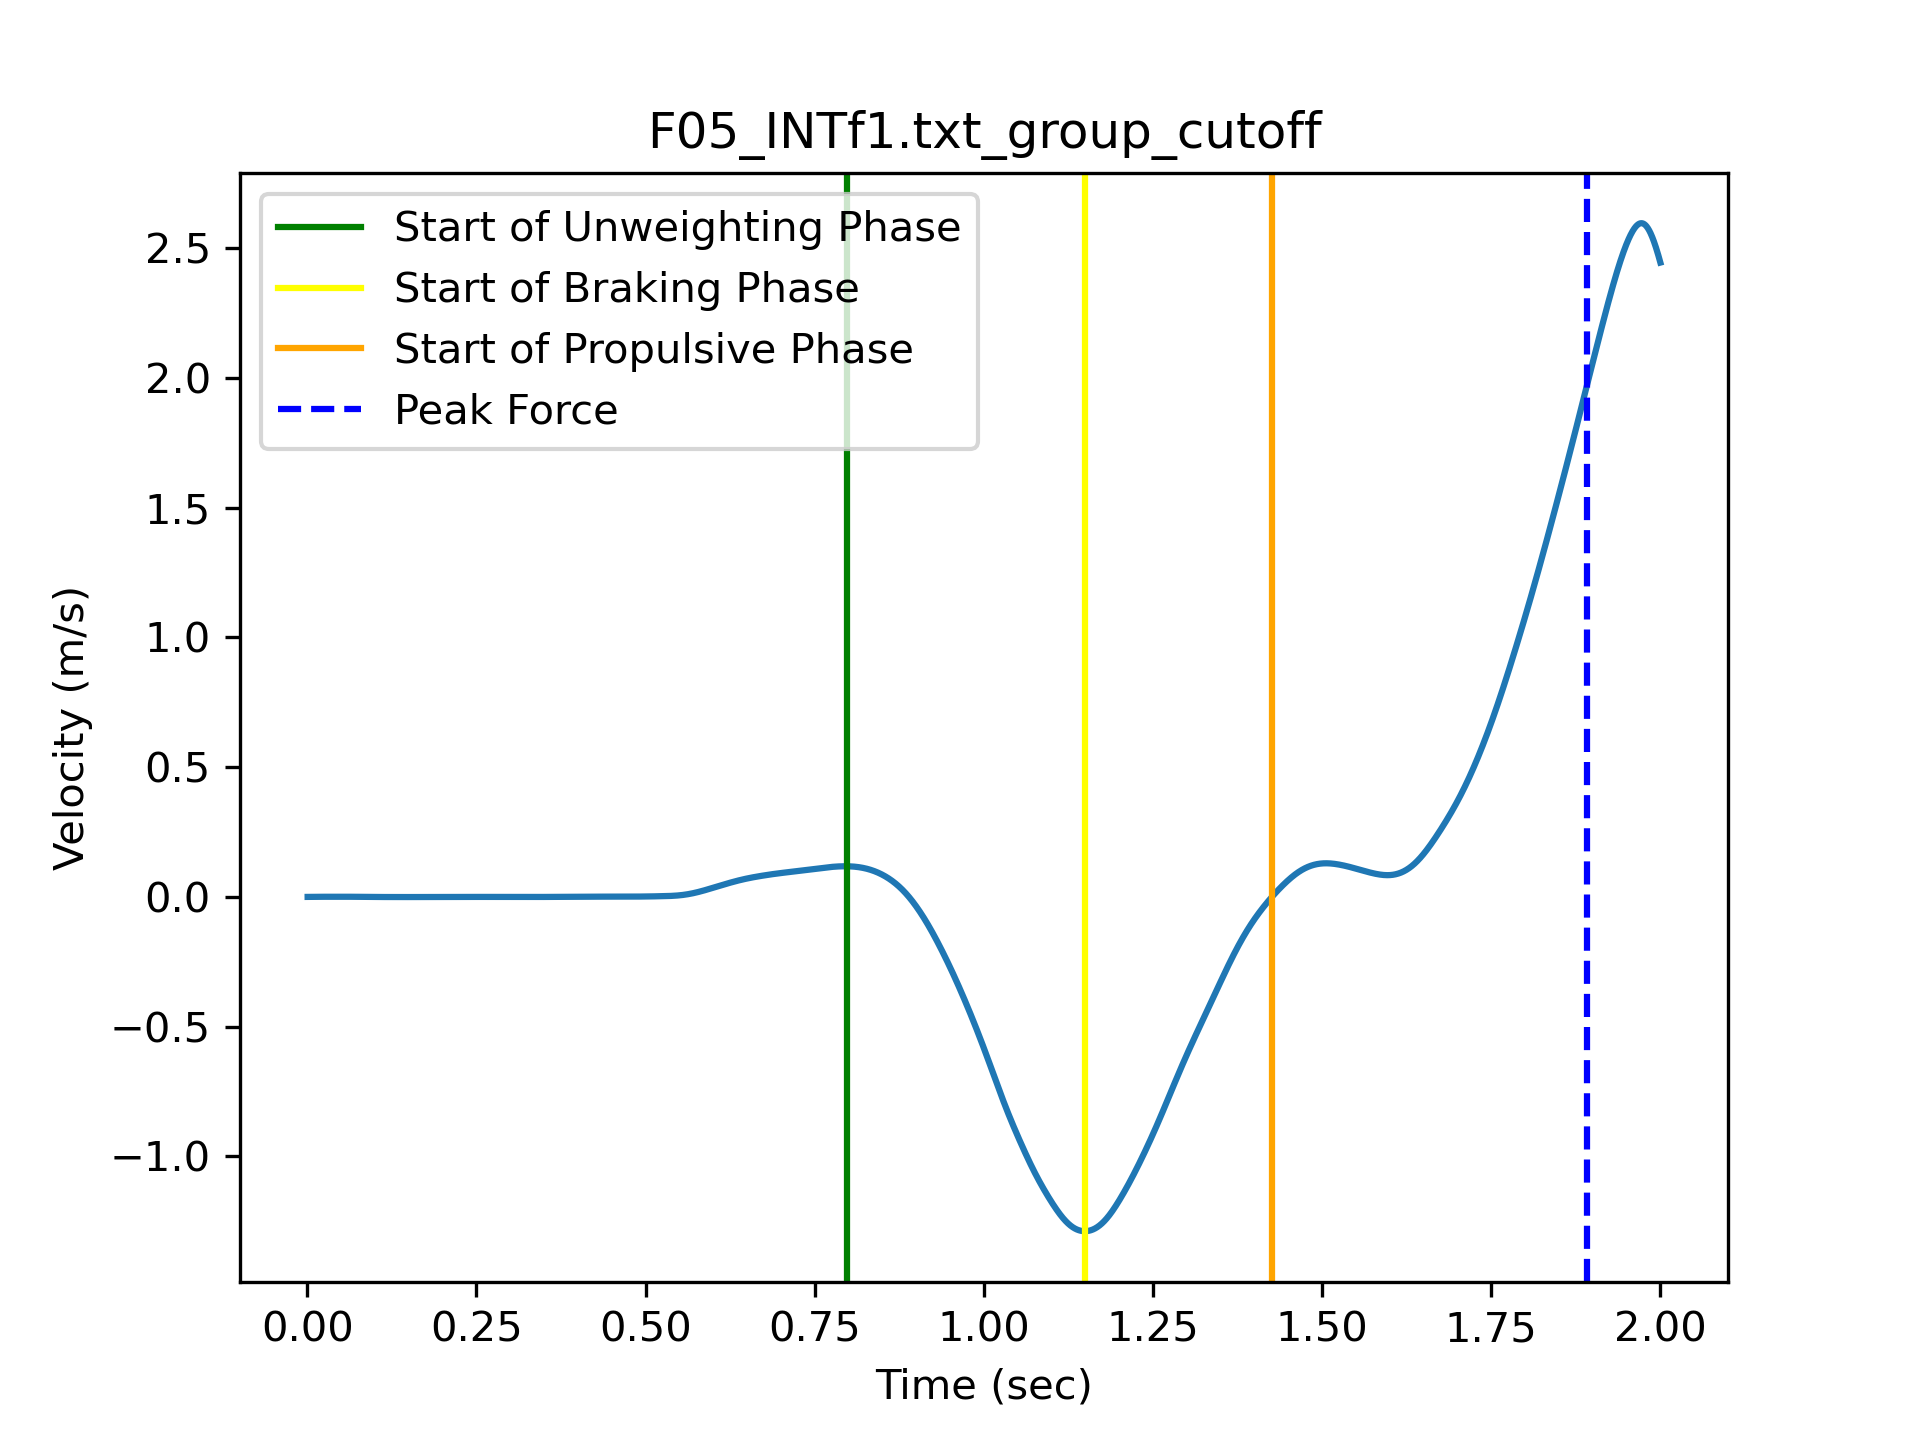 F05_INTf1.txt_group_cutoff
Start of Unweighting Phase
Start of Braking Phase
Start of Propulsive Phase
Peak Force
2.5
2.0
1.5
1.0
0.5
0.0
−0.5
−1.0
Velocity (m/s)
0.00 0.25 0.50 0.75 1.00 1.25 1.50 1.75 2.00
Time (sec)